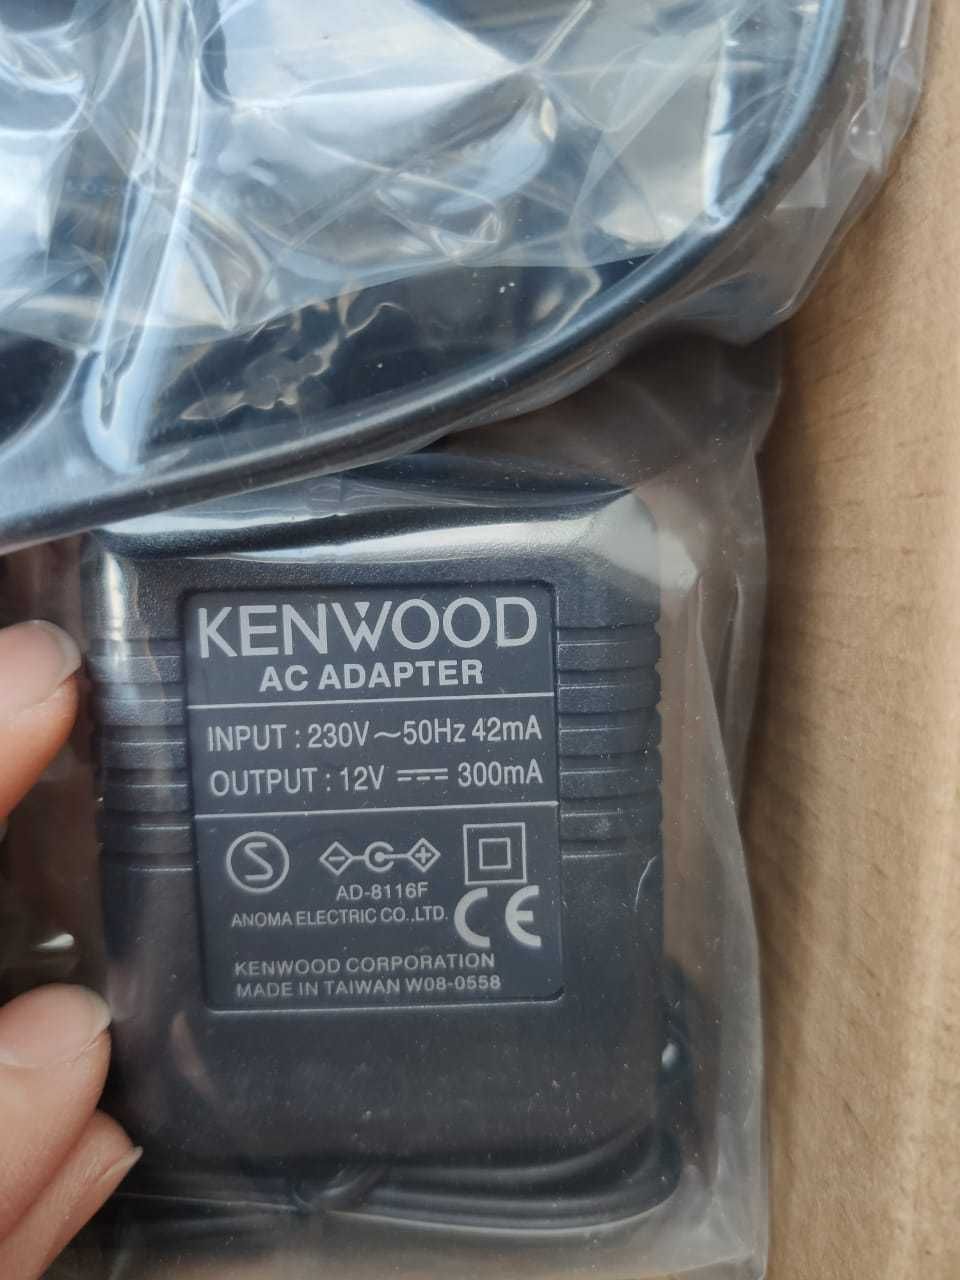 KENWOOD
AC ADAPTER
INPUT : 230V ~ 50Hz 42mA
OUTPUT : 12V ⎓ 300mA
S
AD-8116F
ANOMA ELECTRIC CO.,LTD.
CE
KENWOOD CORPORATION
MADE IN TAIWAN W08-0558